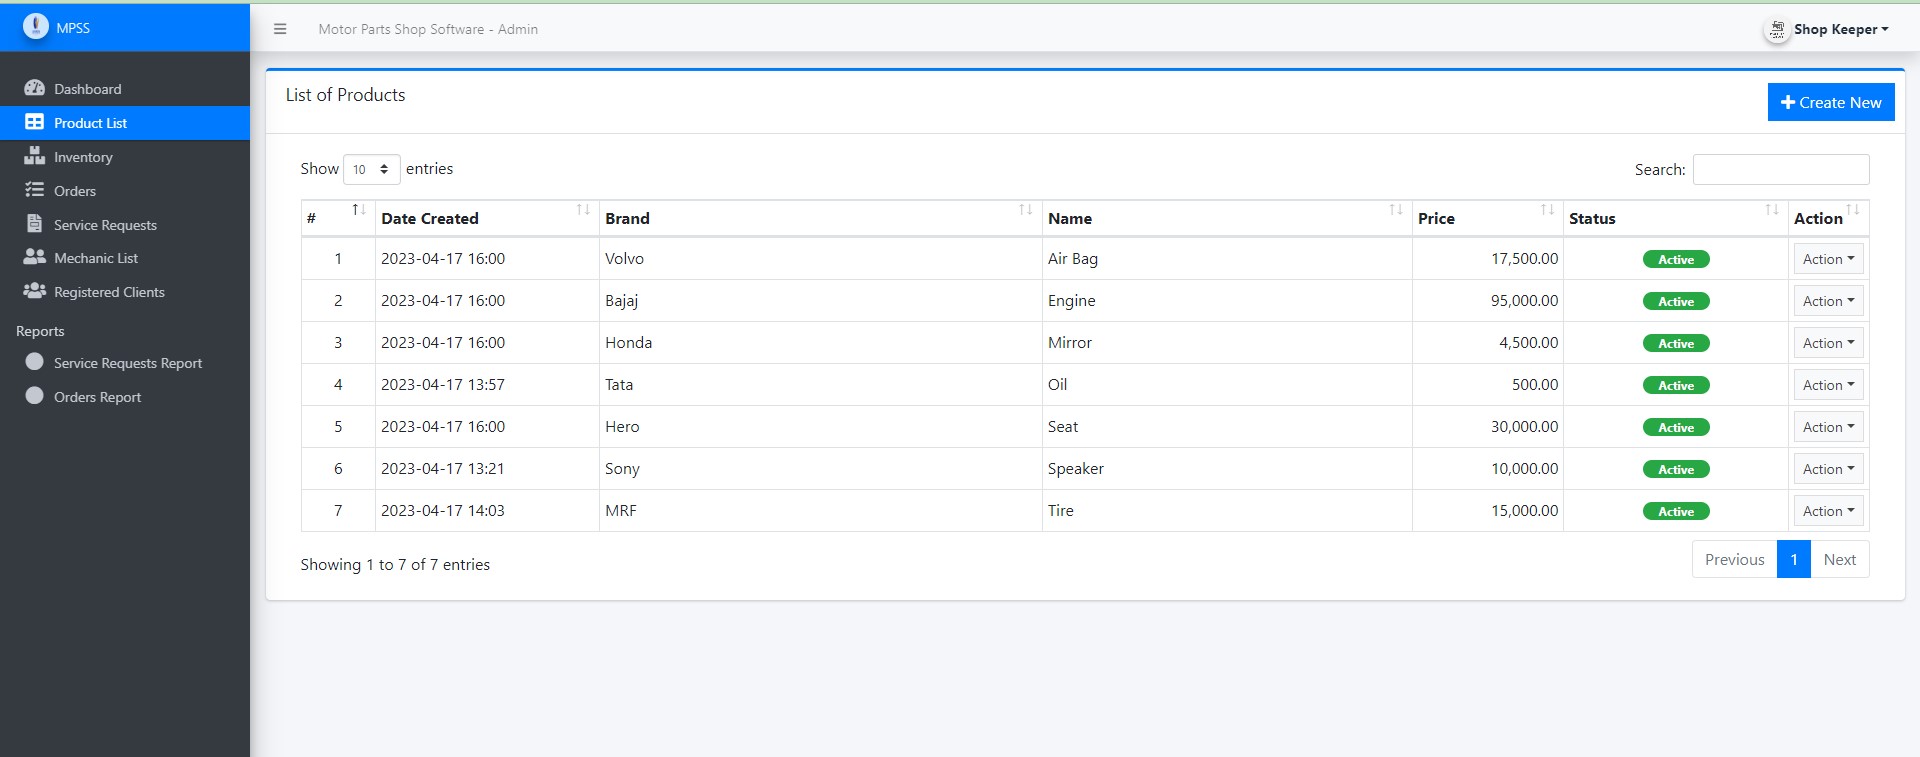 MPSS
Motor Parts Shop Software - Admin
Shop Keeper
Dashboard
Product List
Inventory
Orders
Service Requests
Mechanic List
Registered Clients
Reports
Service Requests Report
Orders Report
List of Products
Create New
Show 10 entries
Search:
# Date Created Brand Name Price Status Action
1 2023-04-17 16:00 Volvo Air Bag 17,500.00 Active Action
2 2023-04-17 16:00 Bajaj Engine 95,000.00 Active Action
3 2023-04-17 16:00 Honda Mirror 4,500.00 Active Action
4 2023-04-17 13:57 Tata Oil 500.00 Active Action
5 2023-04-17 16:00 Hero Seat 30,000.00 Active Action
6 2023-04-17 13:21 Sony Speaker 10,000.00 Active Action
7 2023-04-17 14:03 MRF Tire 15,000.00 Active Action
Showing 1 to 7 of 7 entries
Previous 1 Next